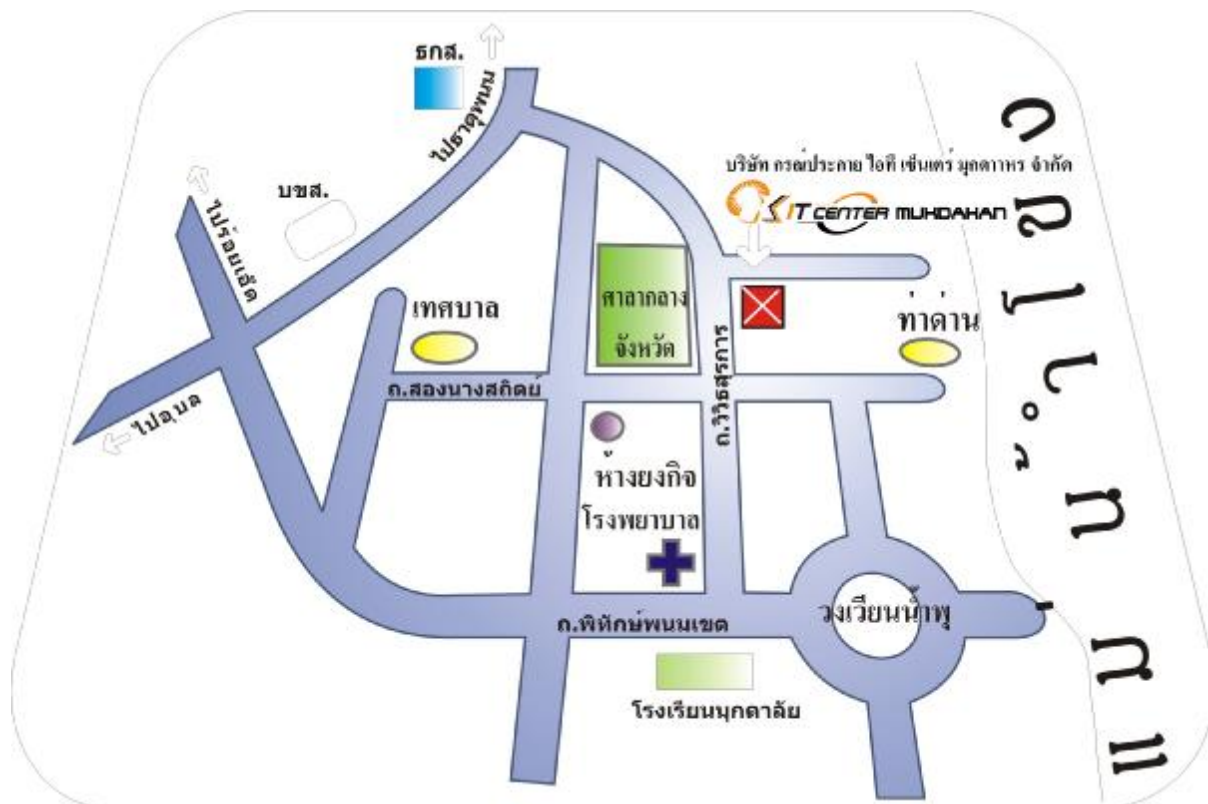 ธกส.
ไปธาตุพนม
บริษัท กรณ์ประกาย ไอที เซ็นเตอร์ มุกดาหาร จำกัด
KSIT CENTER MUKDAHAN
บขส.
ไปร้อยเอ็ด
ศาลากลาง
จังหวัด
เทศบาล
ท่าด่าน
ถ.วิวิธสุรการ
ถ.สองนางสถิตย์
ไปอุบล
ห้างยงกิจ
โรงพยาบาล
วงเวียนน้ำพุ
ถ.พิทักษ์พนมเขต
โรงเรียนมุกดาลัย
แม่น้ำโขง